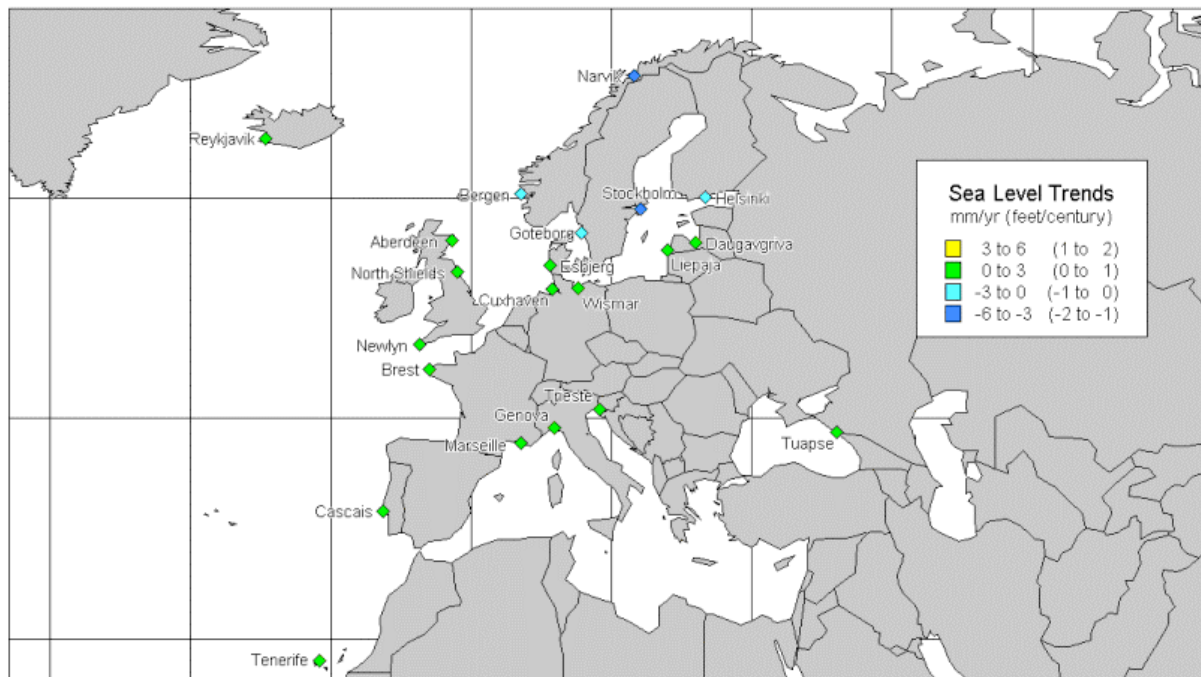 Narvik
Reykjavik
Bergen
Stockholm
Helsinki
Goteborg
Aberdeen
Daugavgriva
Liepaja
Esbjerg
North Shields
Cuxhaven
Wismar
Newlyn
Brest
Trieste
Genova
Marseille
Tuapse
Cascais
Tenerife
Sea Level Trends
mm/yr (feet/century)
3 to 6 (1 to 2)
0 to 3 (0 to 1)
-3 to 0 (-1 to 0)
-6 to -3 (-2 to -1)